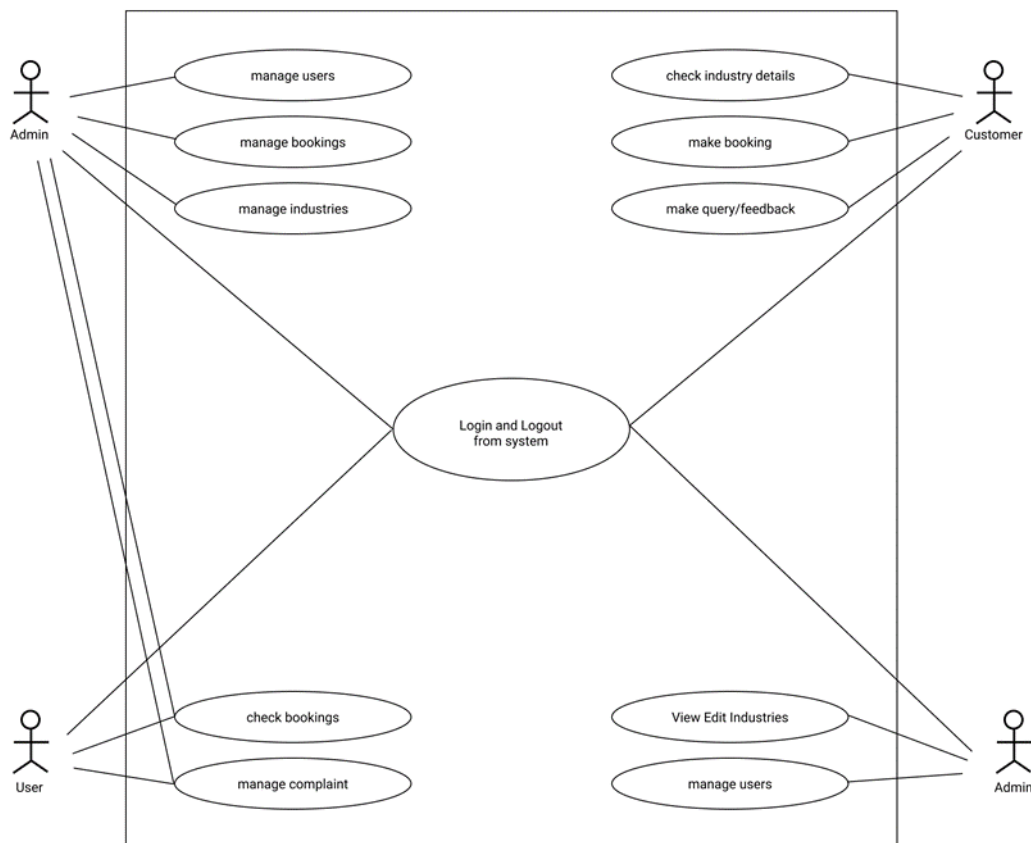 manage users
check industry details
Admin
Customer
manage bookings
make booking
manage industries
make query/feedback
Login and Logout
from system
check bookings
View Edit Industries
User
Admin
manage complaint
manage users